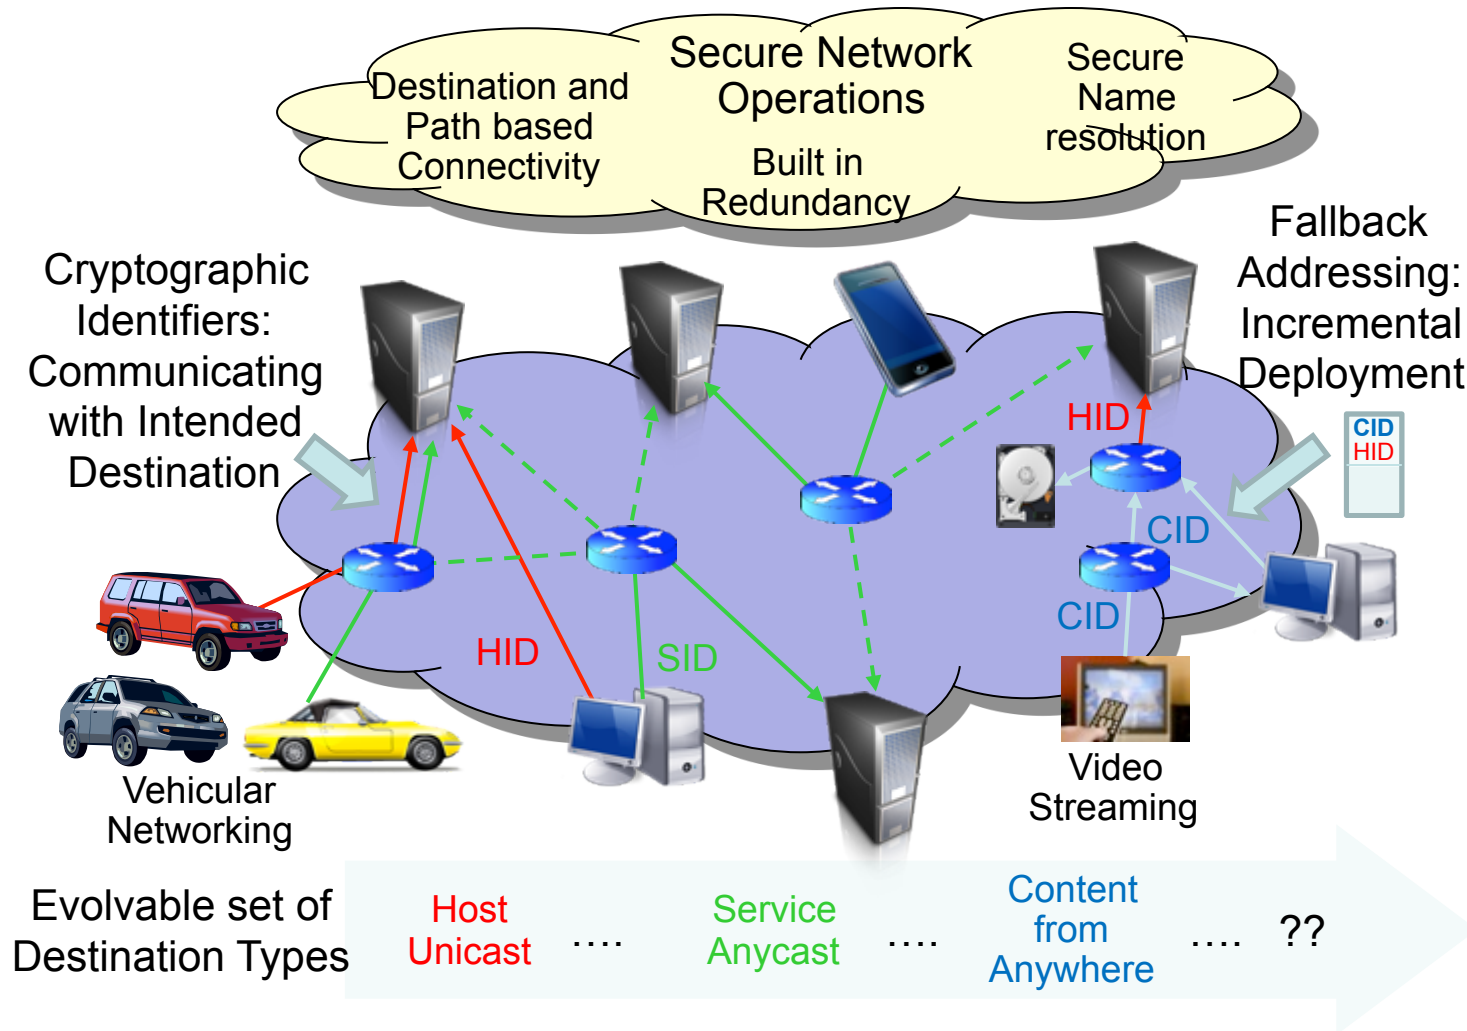 Secure Network
Operations
Destination and
Path based
Connectivity
Built in
Redundancy
Secure
Name
resolution
Cryptographic
Identifiers:
Communicating
with Intended
Destination
Fallback
Addressing:
Incremental
Deployment
CID
HID
HID
CID
CID
HID
SID
Vehicular
Networking
Video
Streaming
Evolvable set of
Destination Types
Host
Unicast
....
Service
Anycast
....
Content
from
Anywhere
....
??